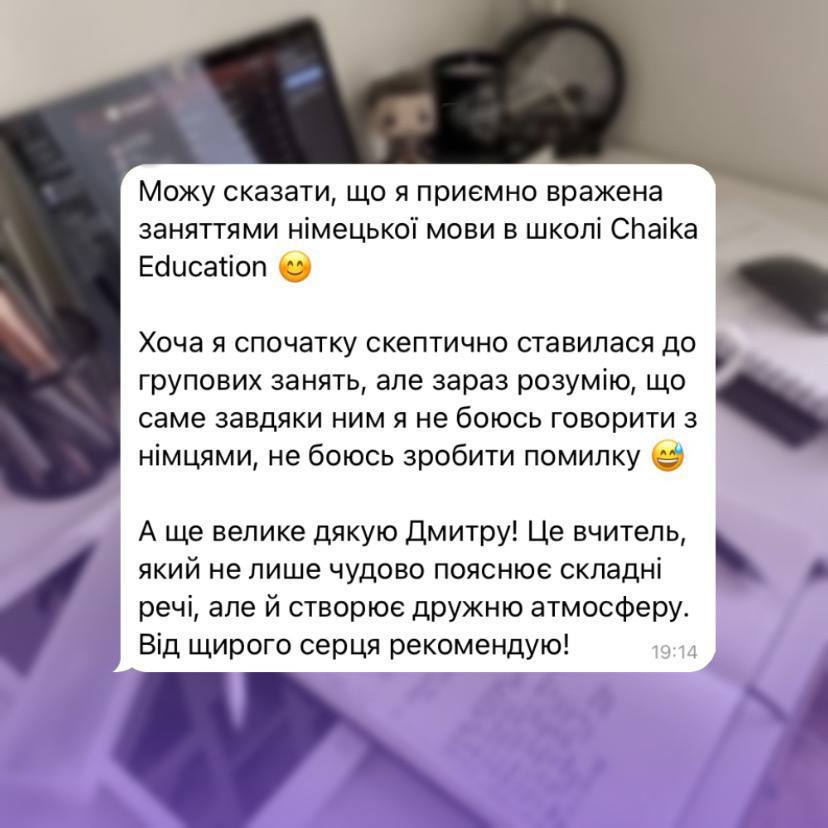 Можу сказати, що я приємно вражена
заняттями німецької мови в школі Chaika
Education 😊
Хоча я спочатку скептично ставилася до
групових занять, але зараз розумію, що
саме завдяки ним я не боюсь говорити з
німцями, не боюсь зробити помилку 😅
А ще велике дякую Дмитру! Це вчитель,
який не лише чудово пояснює складні
речі, але й створює дружню атмосферу.
Від щирого серця рекомендую!
19:14